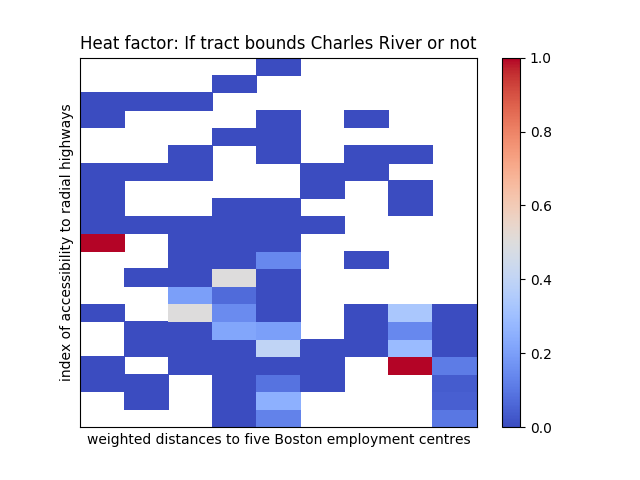 Heat factor: If tract bounds Charles River or not
index of accessibility to radial highways
weighted distances to five Boston employment centres
1.0
0.8
0.6
0.4
0.2
0.0